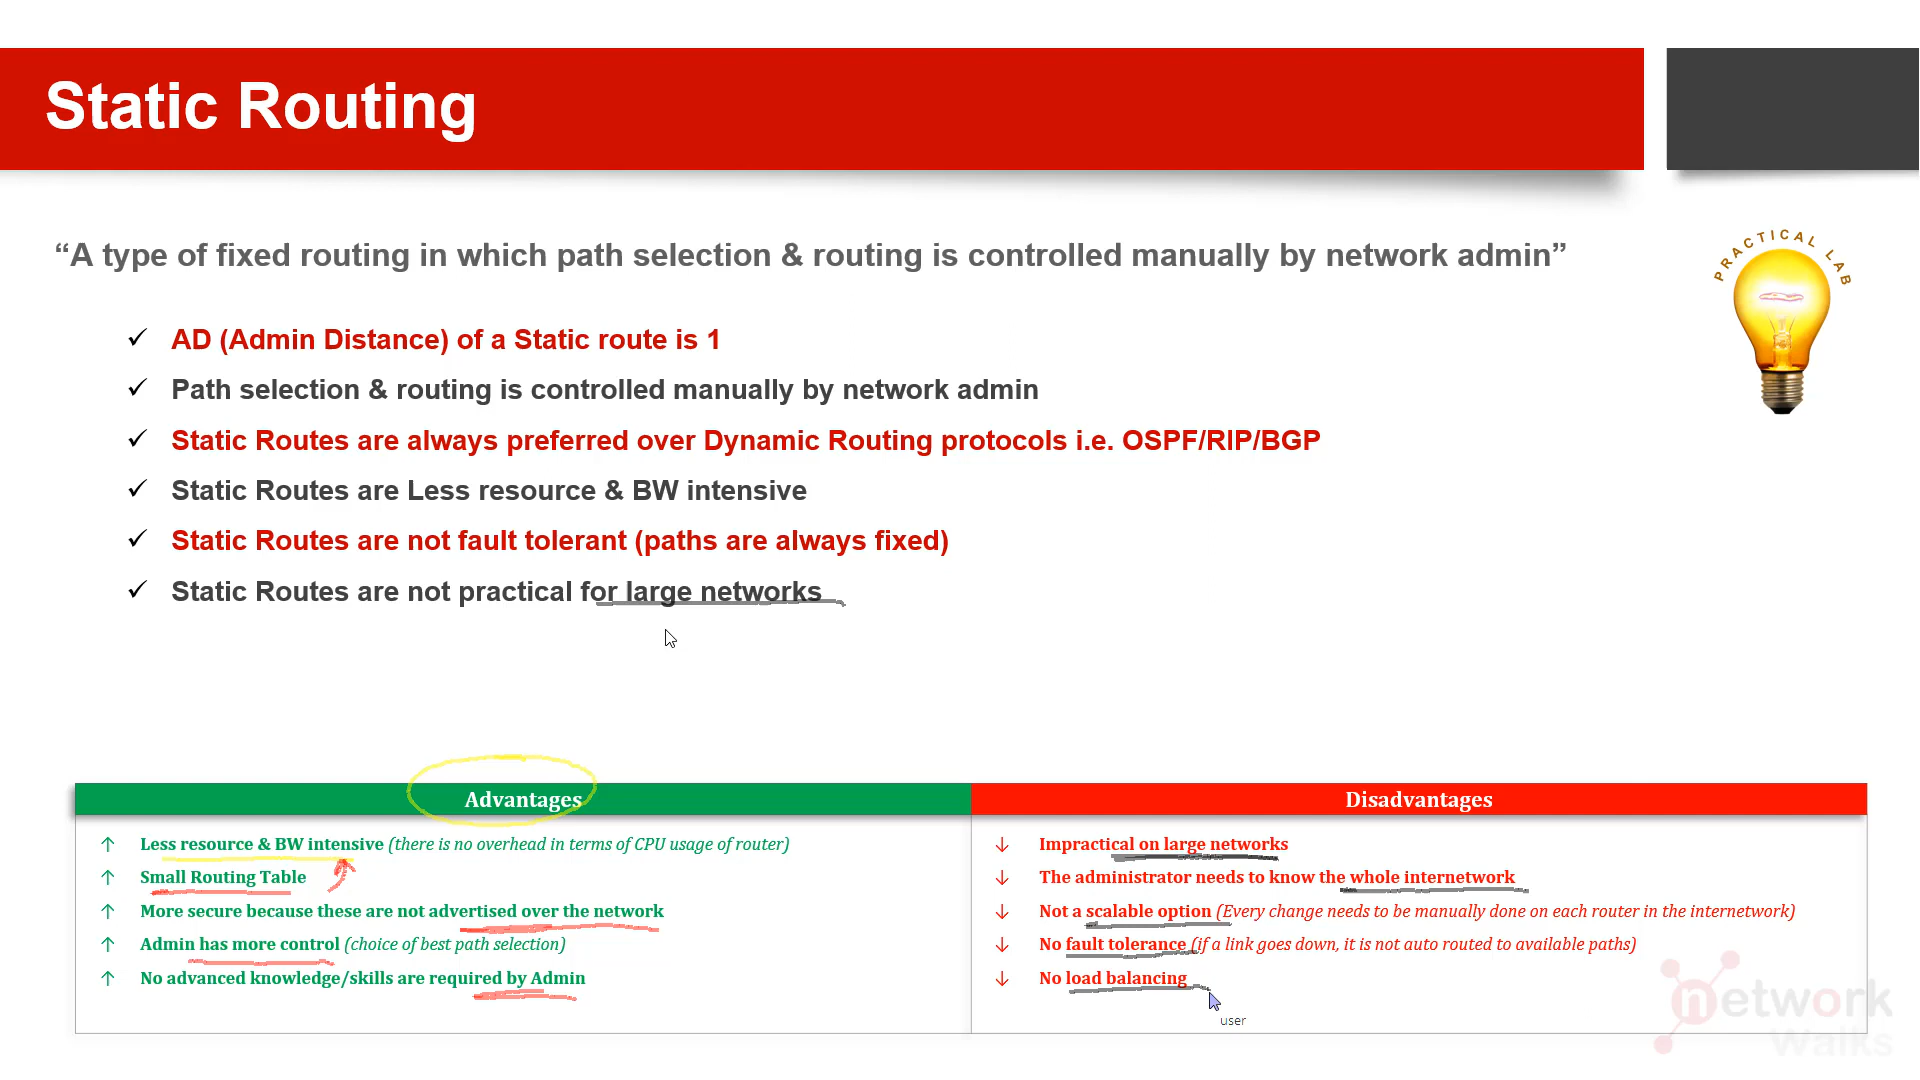 Static Routing
“A type of fixed routing in which path selection & routing is controlled manually by network admin”
PRACTICAL LAB
✓ AD (Admin Distance) of a Static route is 1
✓ Path selection & routing is controlled manually by network admin
✓ Static Routes are always preferred over Dynamic Routing protocols i.e. OSPF/RIP/BGP
✓ Static Routes are Less resource & BW intensive
✓ Static Routes are not fault tolerant (paths are always fixed)
✓ Static Routes are not practical for large networks
Advantages
↑ Less resource & BW intensive (there is no overhead in terms of CPU usage of router)
↑ Small Routing Table
↑ More secure because these are not advertised over the network
↑ Admin has more control (choice of best path selection)
↑ No advanced knowledge/skills are required by Admin
Disadvantages
↓ Impractical on large networks
↓ The administrator needs to know the whole internetwork
↓ Not a scalable option (Every change needs to be manually done on each router in the internetwork)
↓ No fault tolerance (if a link goes down, it is not auto routed to available paths)
↓ No load balancing
user
network
Walks